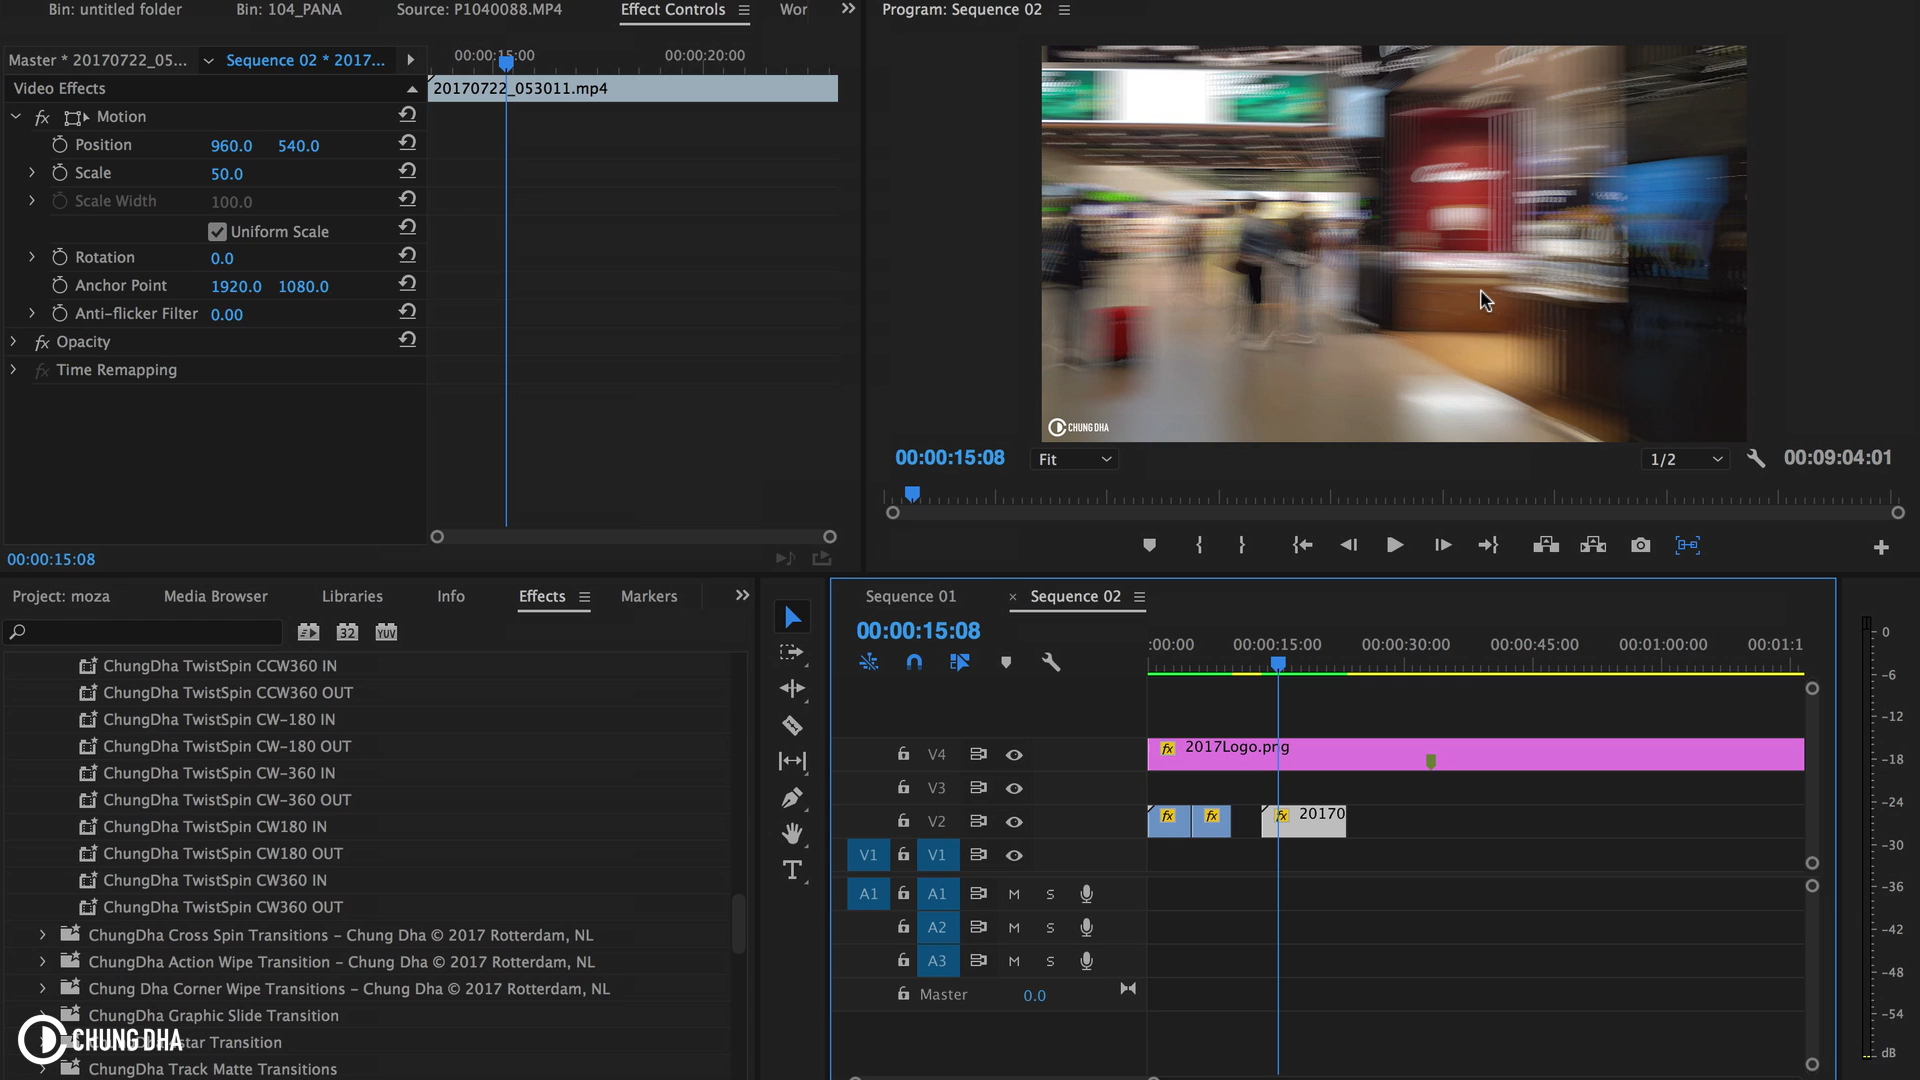 Bin: untitled folder
Bin: 104_PANA
Source: P1040088.MP4
Effect Controls
Wor
Program: Sequence 02
Master * 20170722_05...
Sequence 02 * 2017...
00:00:15:00
00:00:20:00
Video Effects
20170722_053011.mp4
fx Motion
Position 960.0 540.0
Scale 50.0
Scale Width 100.0
Uniform Scale
Rotation 0.0
Anchor Point 1920.0 1080.0
Anti-flicker Filter 0.00
fx Opacity
fx Time Remapping
00:00:15:08
CHUNG DHA
00:00:15:08
Fit
1/2
00:09:04:01
Project: moza
Media Browser
Libraries
Info
Effects
Markers
32
YUV
ChungDha TwistSpin CCW360 IN
ChungDha TwistSpin CCW360 OUT
ChungDha TwistSpin CW-180 IN
ChungDha TwistSpin CW-180 OUT
ChungDha TwistSpin CW-360 IN
ChungDha TwistSpin CW-360 OUT
ChungDha TwistSpin CW180 IN
ChungDha TwistSpin CW180 OUT
ChungDha TwistSpin CW360 IN
ChungDha TwistSpin CW360 OUT
ChungDha Cross Spin Transitions - Chung Dha © 2017 Rotterdam, NL
ChungDha Action Wipe Transition - Chung Dha © 2017 Rotterdam, NL
Chung Dha Corner Wipe Transitions - Chung Dha © 2017 Rotterdam, NL
ChungDha Graphic Slide Transition
star Transition
ChungDha Track Matte Transitions
CHUNG DHA
Sequence 01
× Sequence 02
00:00:15:08
:00:00
00:00:15:00
00:00:30:00
00:00:45:00
00:01:00:00
00:01:1
V4
fx 2017Logo.png
V3
V2
fx
fx
fx 20170
V1 V1
A1 A1 M S
A2 M S
A3 M S
Master 0.0
0
-6
-12
-18
-24
-30
-36
-42
-48
-54
dB